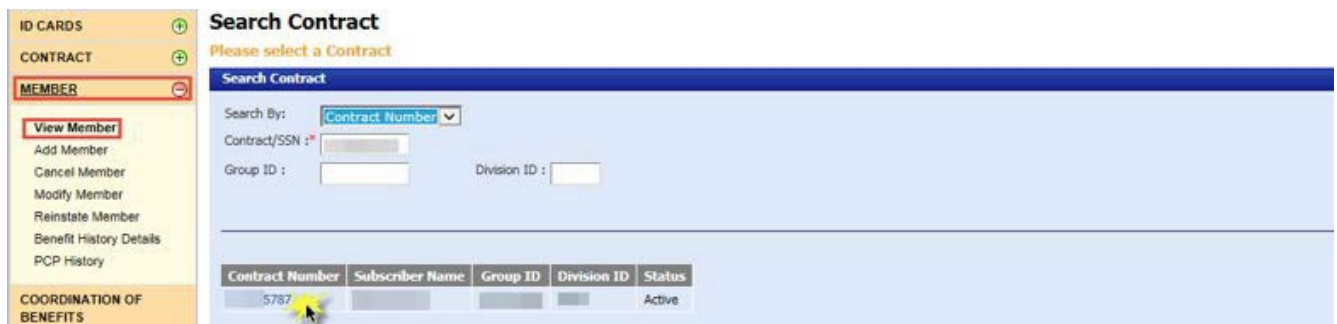 ID CARDS
CONTRACT
MEMBER
View Member
Add Member
Cancel Member
Modify Member
Reinstate Member
Benefit History Details
PCP History
COORDINATION OF
BENEFITS
Search Contract
Please select a Contract
Search Contract
Search By: Contract Number
Contract/SSN :*
Group ID : Division ID :
Contract Number Subscriber Name Group ID Division ID Status
5787 Active